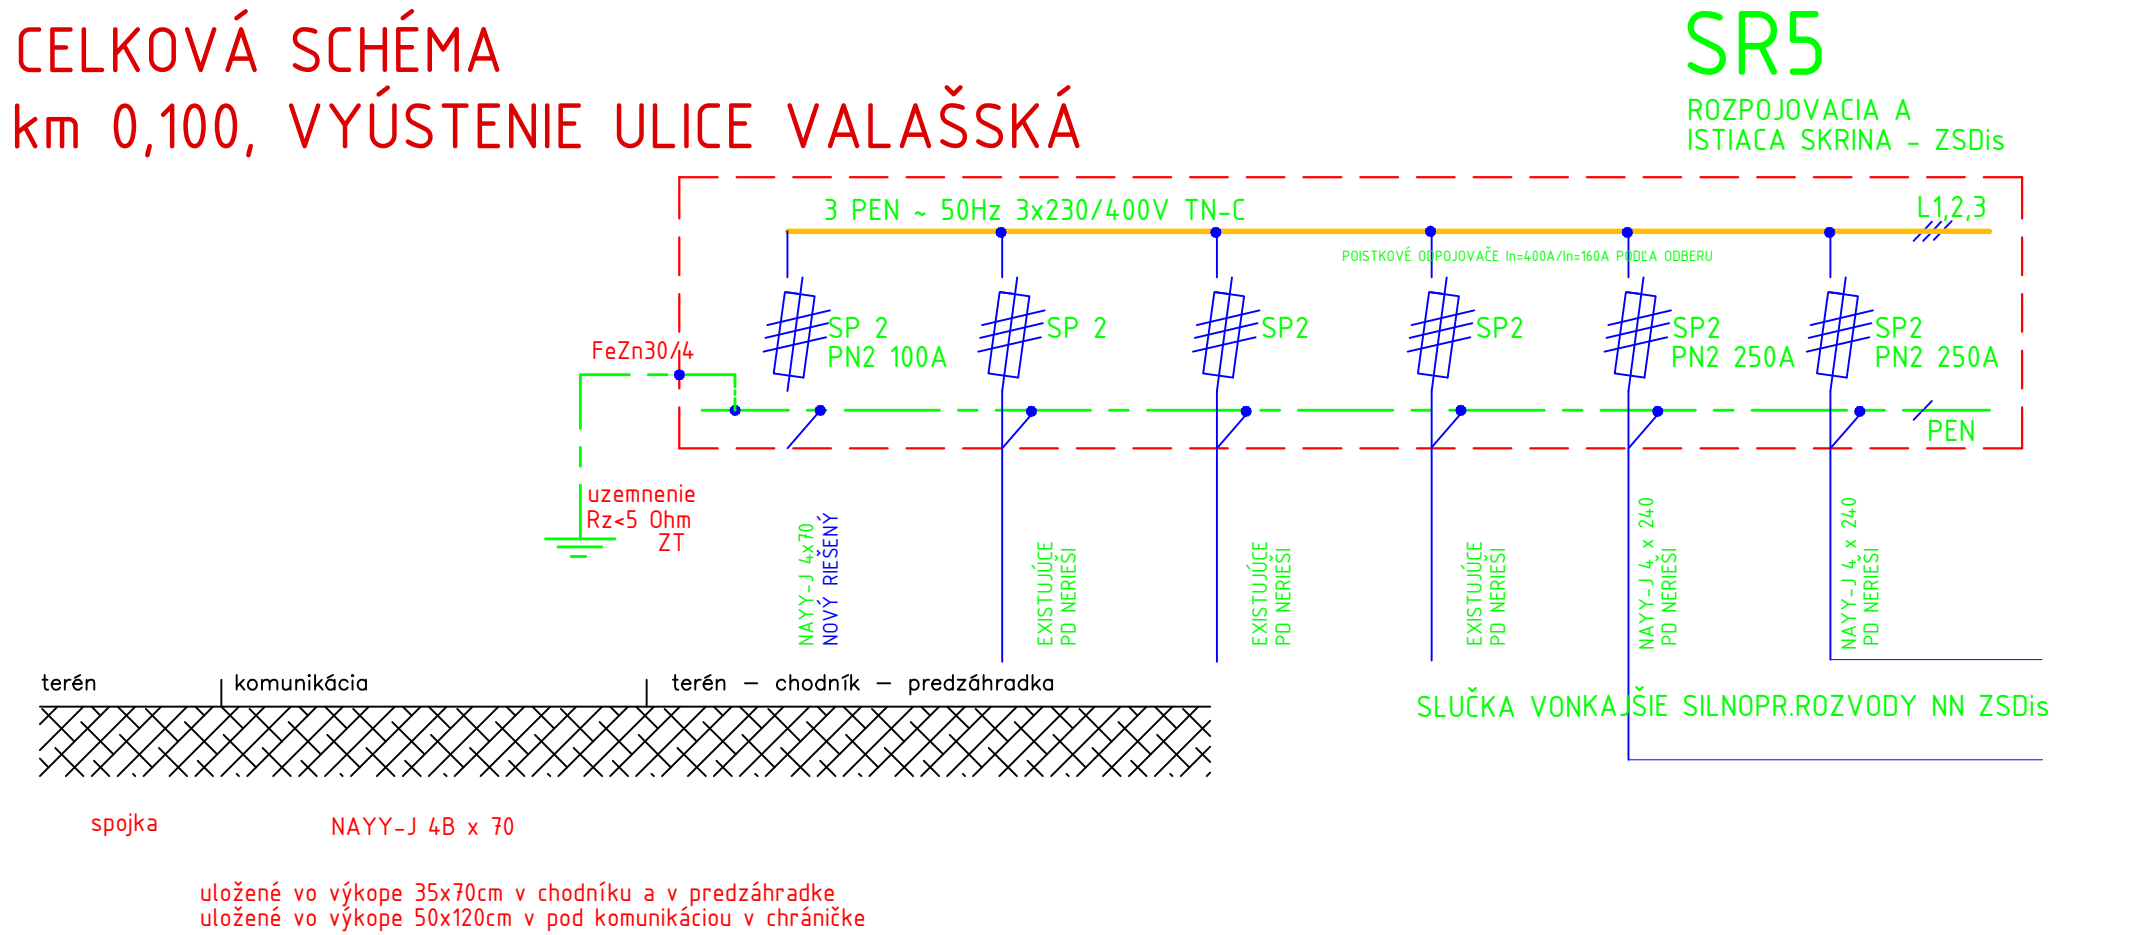 CELKOVÁ SCHÉMA
km 0,100, VYÚSTENIE ULICE VALAŠSKÁ
SR5
ROZPOJOVACIA A
ISTIACA SKRINA - ZSDis
3 PEN ~ 50Hz 3x230/400V TN-C
L1,2,3
POISTKOVÉ ODPOJOVAČE In=400A/In=160A PODĽA ODBERU
SP 2
PN2 100A
SP 2
SP2
SP2
SP2
PN2 250A
SP2
PN2 250A
FeZn30/4
PEN
uzemnenie
Rz<5 Ohm
ZT
NAYY-J 4x70
NOVÝ RIEŠENÝ
EXISTUJÚCE
PD NERIEŠI
EXISTUJÚCE
PD NERIEŠI
EXISTUJÚCE
PD NERIEŠI
NAYY-J 4 x 240
PD NERIEŠI
NAYY-J 4 x 240
PD NERIEŠI
terén
komunikácia
terén - chodník - predzáhradka
SLUČKA VONKAJŠIE SILNOPR.ROZVODY NN ZSDis
spojka
NAYY-J 4B x 70
uložené vo výkope 35x70cm v chodníku a v predzáhradke
uložené vo výkope 50x120cm v pod komunikáciou v chráničke